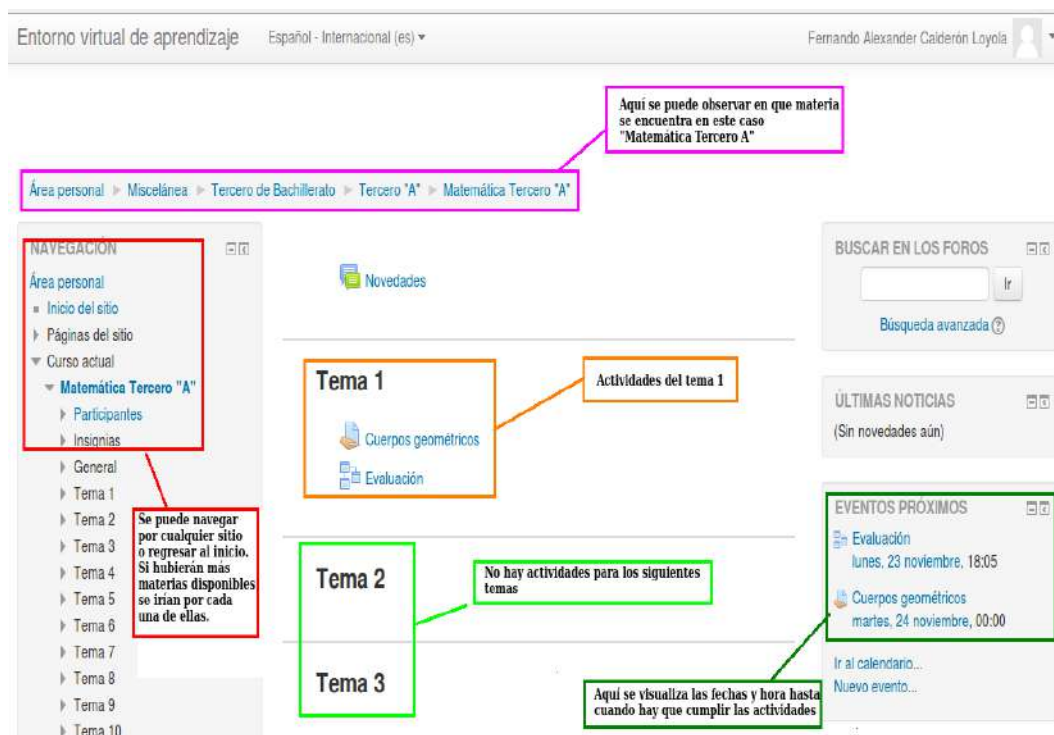 Entorno virtual de aprendizaje
Español - Internacional (es)
Fernando Alexander Calderón Loyola
Aquí se puede observar en que materia
se encuentra en este caso
"Matemática Tercero A"
Área personal
Miscelánea
Tercero de Bachillerato
Tercero "A"
Matemática Tercero "A"
NAVEGACIÓN
Área personal
Inicio del sitio
Páginas del sitio
Curso actual
Matemática Tercero "A"
Participantes
Insignias
General
Tema 1
Tema 2
Tema 3
Tema 4
Tema 5
Tema 6
Tema 7
Tema 8
Tema 9
Tema 10
Se puede navegar
por cualquier sitio
o regresar al inicio.
Si hubierán más
materias disponibles
se irían por cada
una de ellas.
Novedades
Tema 1
Actividades del tema 1
Cuerpos geométricos
Evaluación
Tema 2
No hay actividades para los siguientes
temas
Tema 3
BUSCAR EN LOS FOROS
Ir
Búsqueda avanzada
ÚLTIMAS NOTICIAS
(Sin novedades aún)
EVENTOS PRÓXIMOS
Evaluación
lunes, 23 noviembre, 18:05
Cuerpos geométricos
martes, 24 noviembre, 00:00
Ir al calendario...
Nuevo evento...
Aquí se visualiza las fechas y hora hasta
cuando hay que cumplir las actividades